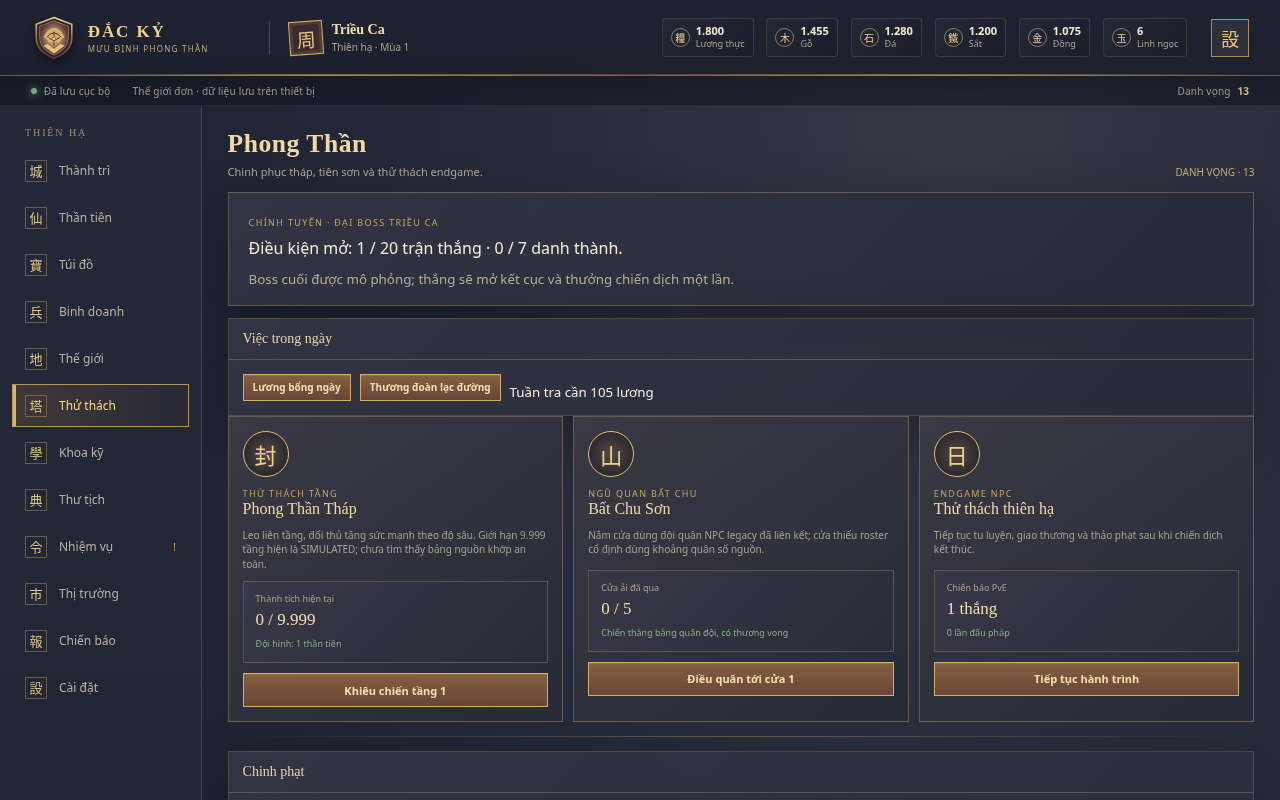 ĐẮC KỶ
MƯU ĐỊNH PHONG THẦN
周
Triều Ca
Thiên hạ · Mùa 1
糧 1.800 Lương thực
木 1.455 Gỗ
石 1.280 Đá
鐵 1.200 Sắt
金 1.075 Đồng
玉 6 Linh ngọc
設
Đã lưu cục bộ
Thế giới đơn · dữ liệu lưu trên thiết bị
Danh vọng 13
THIÊN HẠ
城 Thành trì
仙 Thần tiên
寶 Túi đồ
兵 Binh doanh
地 Thế giới
塔 Thử thách
學 Khoa kỹ
典 Thư tịch
令 Nhiệm vụ !
市 Thị trường
報 Chiến báo
設 Cài đặt
Phong Thần
Chinh phục tháp, tiên sơn và thử thách endgame.
DANH VỌNG · 13
CHÍNH TUYẾN · ĐẠI BOSS TRIỀU CA
Điều kiện mở: 1 / 20 trận thắng · 0 / 7 danh thành.
Boss cuối được mô phỏng; thắng sẽ mở kết cục và thưởng chiến dịch một lần.
Việc trong ngày
Lương bổng ngày
Thương đoàn lạc đường
Tuần tra cần 105 lương
封
THỬ THÁCH TẦNG
Phong Thần Tháp
Leo liên tầng, đối thủ tăng sức mạnh theo độ sâu. Giới hạn 9.999
tầng hiện là SIMULATED; chưa tìm thấy bảng nguồn khớp an
toàn.
Thành tích hiện tại
0 / 9.999
Đội hình: 1 thần tiên
Khiêu chiến tầng 1
山
NGŨ QUAN BẤT CHU
Bất Chu Sơn
Năm cửa dùng đội quân NPC legacy đã liên kết; cửa thiếu roster
cố định dùng khoảng quân số nguồn.
Cửa ải đã qua
0 / 5
Chiến thắng bằng quân đội, có thương vong
Điều quân tới cửa 1
日
ENDGAME NPC
Thử thách thiên hạ
Tiếp tục tu luyện, giao thương và thảo phạt sau khi chiến dịch
kết thúc.
Chiến báo PvE
1 thắng
0 lần đấu pháp
Tiếp tục hành trình
Chinh phạt